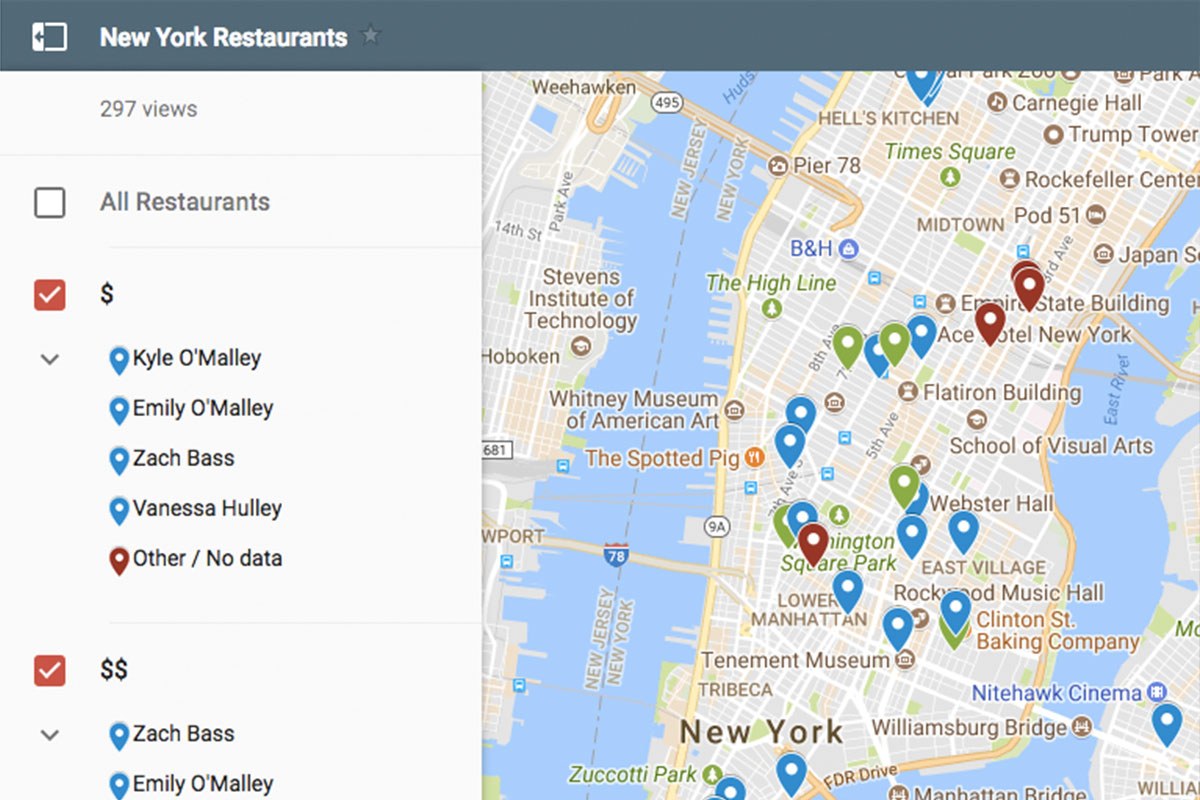 New York Restaurants
297 views
All Restaurants
$
Kyle O'Malley
Emily O'Malley
Zach Bass
Vanessa Hulley
Other / No data
$$
Zach Bass
Emily O'Malley
Weehawken
495
HELL'S KITCHEN
Carnegie Hall
Trump Tower
Times Square
Pier 78
Rockefeller Center
NEW JERSEY
NEW YORK
Park Ave
14th St
MIDTOWN
Pod 51
B&H
Japan
3rd Ave
Stevens
Institute of
Technology
The High Line
Empire State Building
Ace Hotel New York
Hoboken
8th Ave
Flatiron Building
East River
Whitney Museum
of American Art
5th Ave
School of Visual Arts
681
The Spotted Pig
Webster Hall
9A
WPORT
78
Square Park
EAST VILLAGE
LOWER
MANHATTAN
Rockwood Music Hall
Clinton St.
Baking Company
NEW JERSEY
NEW YORK
Tenement Museum
TRIBECA
Nitehawk Cinema
New York
Williamsburg Bridge
Zuccotti Park
FDR Drive
Manhattan Bridge
WILLIA